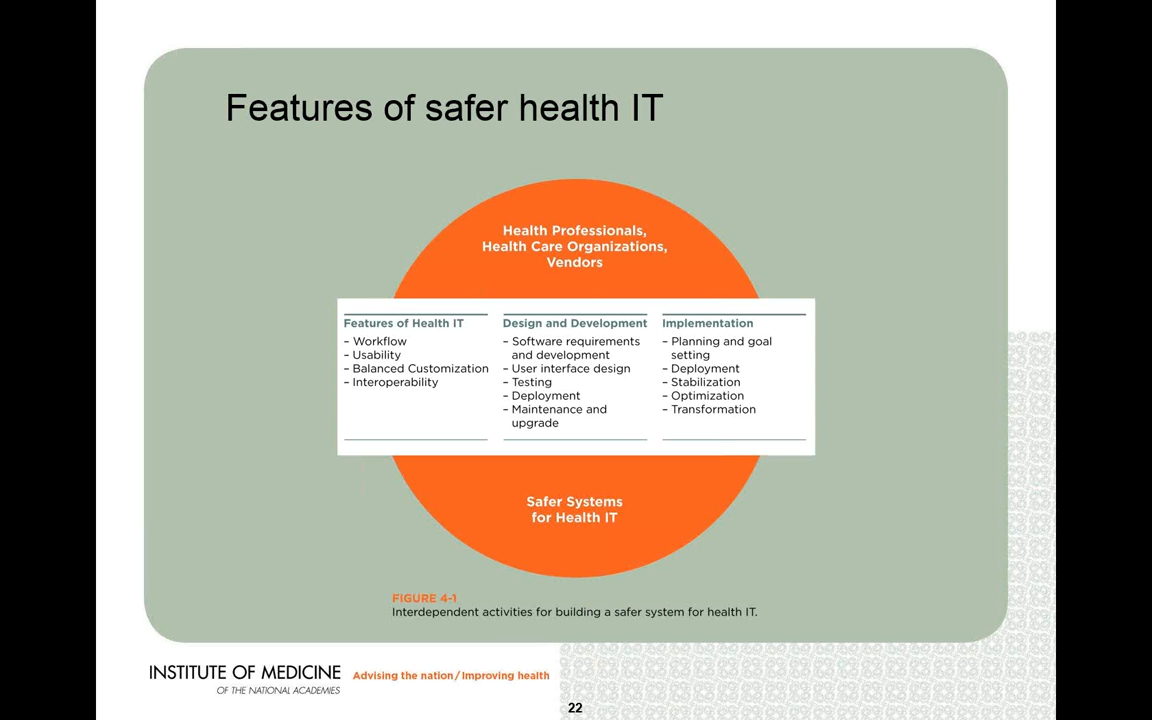 Features of safer health IT
Health Professionals,
Health Care Organizations,
Vendors
Features of Health IT
– Workflow
– Usability
– Balanced Customization
– Interoperability
Design and Development
– Software requirements
and development
– User interface design
– Testing
– Deployment
– Maintenance and
upgrade
Implementation
– Planning and goal
setting
– Deployment
– Stabilization
– Optimization
– Transformation
Safer Systems
for Health IT
FIGURE 4-1
Interdependent activities for building a safer system for health IT.
INSTITUTE OF MEDICINE
OF THE NATIONAL ACADEMIES
Advising the nation / Improving health
22